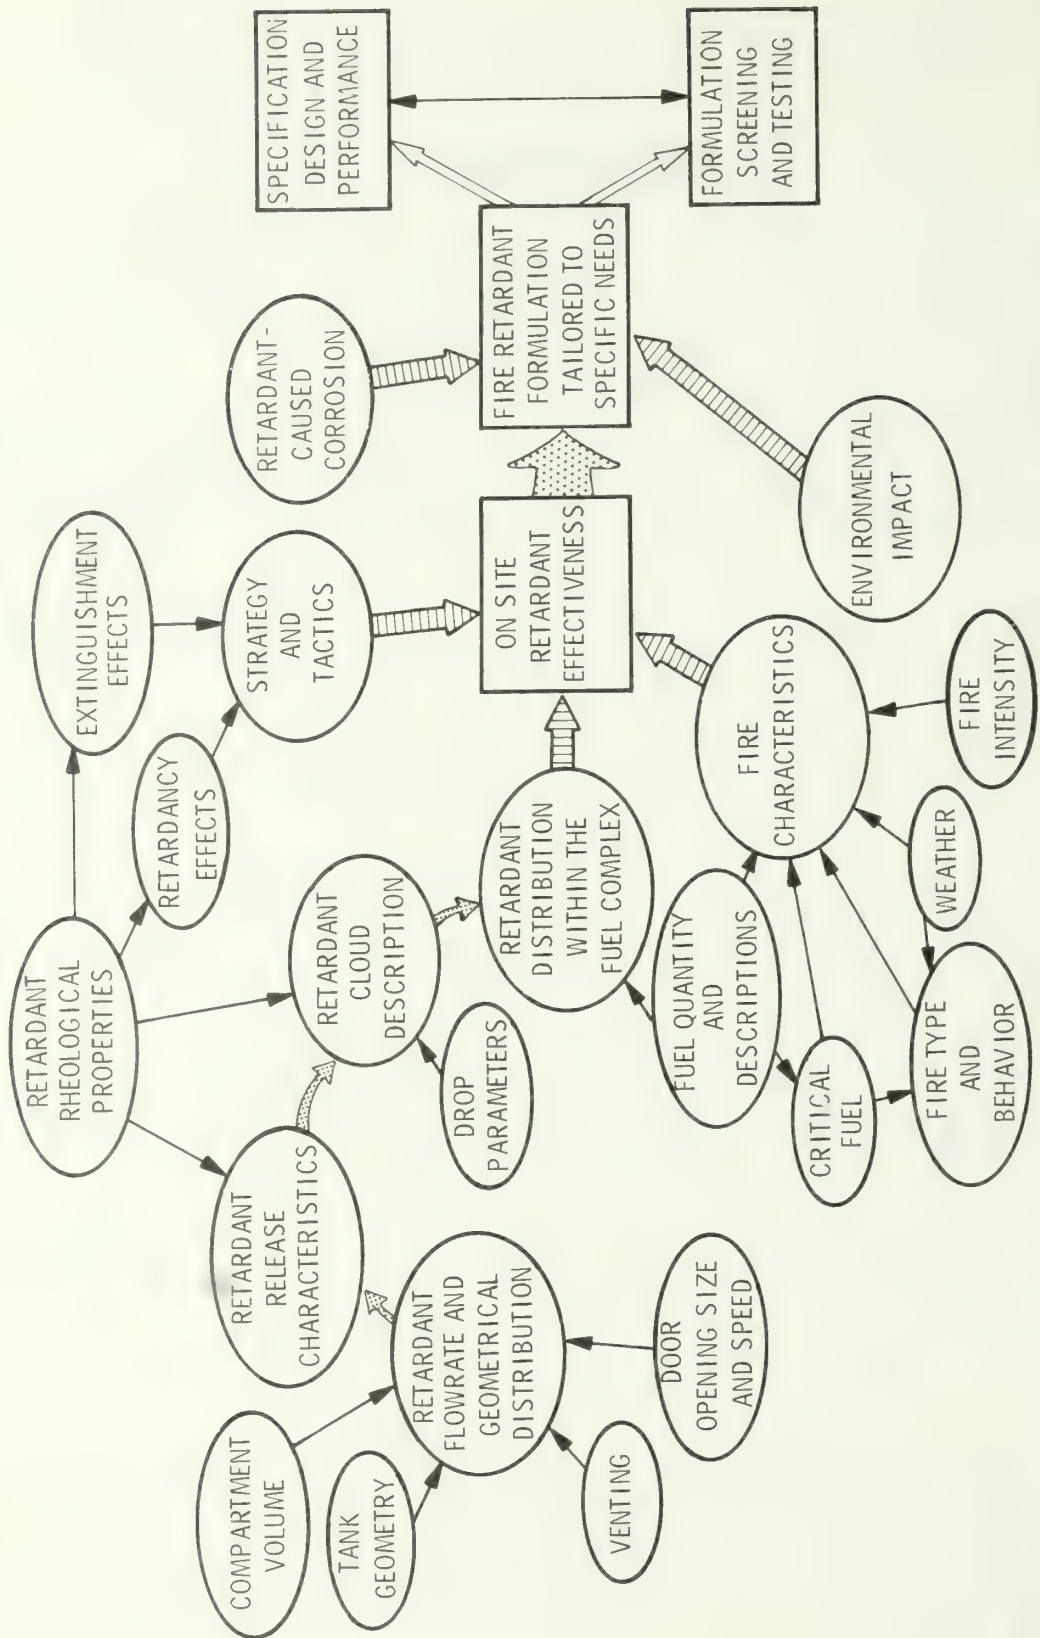 RETARDANT
RHEOLOGICAL
PROPERTIES
EXTINGUISHMENT
EFFECTS
RETARDANCY
EFFECTS
STRATEGY
AND
TACTICS
RETARDANT-
CAUSED
CORROSION
SPECIFICATION
DESIGN AND
PERFORMANCE
COMPARTMENT
VOLUME
RETARDANT
RELEASE
CHARACTERISTICS
RETARDANT
CLOUD
DESCRIPTION
TANK
GEOMETRY
RETARDANT
FLOWRATE AND
GEOMETRICAL
DISTRIBUTION
DROP
PARAMETERS
RETARDANT
DISTRIBUTION
WITHIN THE
FUEL COMPLEX
ON SITE
RETARDANT
EFFECTIVENESS
FIRE RETARDANT
FORMULATION
TAILORED TO
SPECIFIC NEEDS
VENTING
DOOR
OPENING SIZE
AND SPEED
FUEL QUANTITY
AND
DESCRIPTIONS
FIRE
CHARACTERISTICS
FORMULATION
SCREENING
AND TESTING
CRITICAL
FUEL
ENVIRONMENTAL
IMPACT
FIRE TYPE
AND
BEHAVIOR
WEATHER
FIRE
INTENSITY